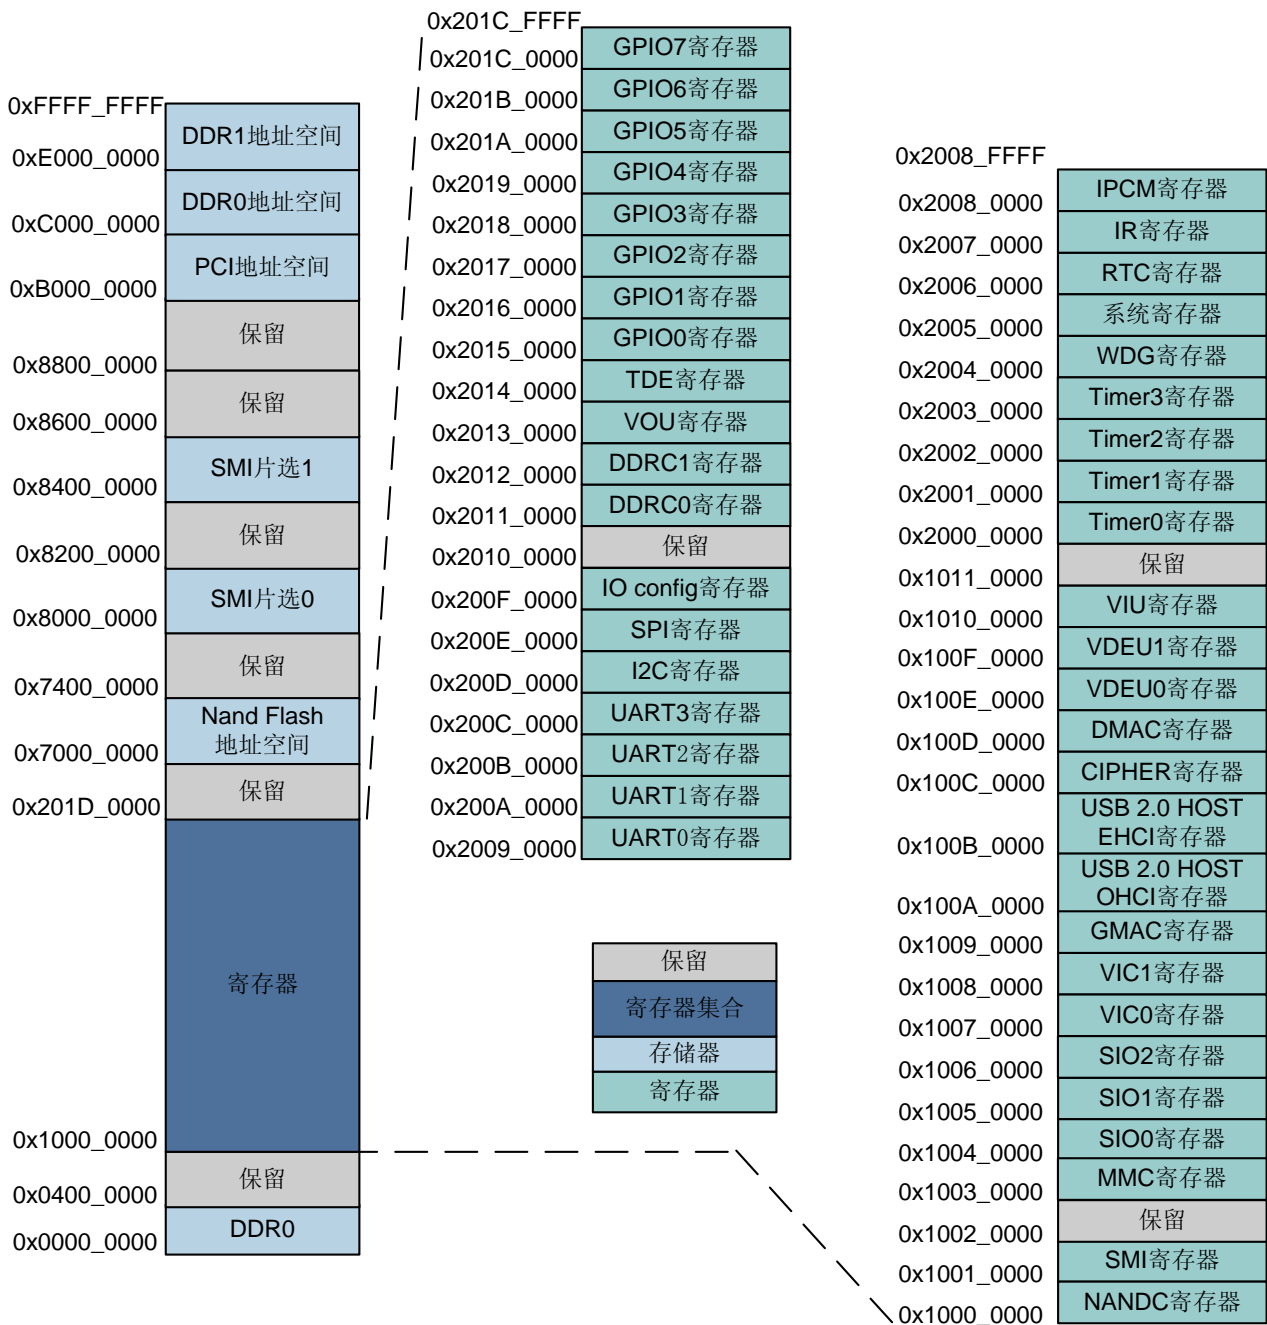 0xFFFF_FFFF
DDR1地址空间
0xE000_0000
DDR0地址空间
0xC000_0000
PCI地址空间
0xB000_0000
保留
0x8800_0000
保留
0x8600_0000
SMI片选1
0x8400_0000
保留
0x8200_0000
SMI片选0
0x8000_0000
保留
0x7400_0000
Nand Flash
地址空间
0x7000_0000
保留
0x201D_0000
寄存器
0x1000_0000
保留
0x0400_0000
DDR0
0x0000_0000
0x201C_FFFF
GPIO7寄存器
0x201C_0000
GPIO6寄存器
0x201B_0000
GPIO5寄存器
0x201A_0000
GPIO4寄存器
0x2019_0000
GPIO3寄存器
0x2018_0000
GPIO2寄存器
0x2017_0000
GPIO1寄存器
0x2016_0000
GPIO0寄存器
0x2015_0000
TDE寄存器
0x2014_0000
VOU寄存器
0x2013_0000
DDRC1寄存器
0x2012_0000
DDRC0寄存器
0x2011_0000
保留
0x2010_0000
IO config寄存器
0x200F_0000
SPI寄存器
0x200E_0000
I2C寄存器
0x200D_0000
UART3寄存器
0x200C_0000
UART2寄存器
0x200B_0000
UART1寄存器
0x200A_0000
UART0寄存器
0x2009_0000
保留
寄存器集合
存储器
寄存器
0x2008_FFFF
IPCM寄存器
0x2008_0000
IR寄存器
0x2007_0000
RTC寄存器
0x2006_0000
系统寄存器
0x2005_0000
WDG寄存器
0x2004_0000
Timer3寄存器
0x2003_0000
Timer2寄存器
0x2002_0000
Timer1寄存器
0x2001_0000
Timer0寄存器
0x2000_0000
保留
0x1011_0000
VIU寄存器
0x1010_0000
VDEU1寄存器
0x100F_0000
VDEU0寄存器
0x100E_0000
DMAC寄存器
0x100D_0000
CIPHER寄存器
0x100C_0000
USB 2.0 HOST
EHCI寄存器
0x100B_0000
USB 2.0 HOST
OHCI寄存器
0x100A_0000
GMAC寄存器
0x1009_0000
VIC1寄存器
0x1008_0000
VIC0寄存器
0x1007_0000
SIO2寄存器
0x1006_0000
SIO1寄存器
0x1005_0000
SIO0寄存器
0x1004_0000
MMC寄存器
0x1003_0000
保留
0x1002_0000
SMI寄存器
0x1001_0000
NANDC寄存器
0x1000_0000